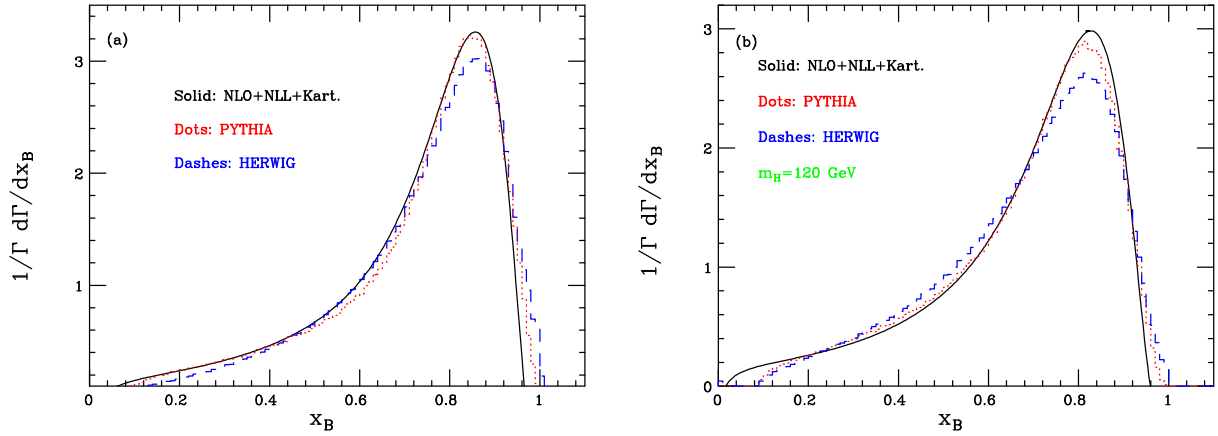 (a)
Solid: NLO+NLL+Kart.
Dots: PYTHIA
Dashes: HERWIG
1/Γ dΓ/dx_B
3
2
1
0 0.2 0.4 0.6 0.8 1
x_B
(b)
Solid: NLO+NLL+Kart.
Dots: PYTHIA
Dashes: HERWIG
m_H=120 GeV
1/Γ dΓ/dx_B
3
2
1
0
0 0.2 0.4 0.6 0.8 1
x_B